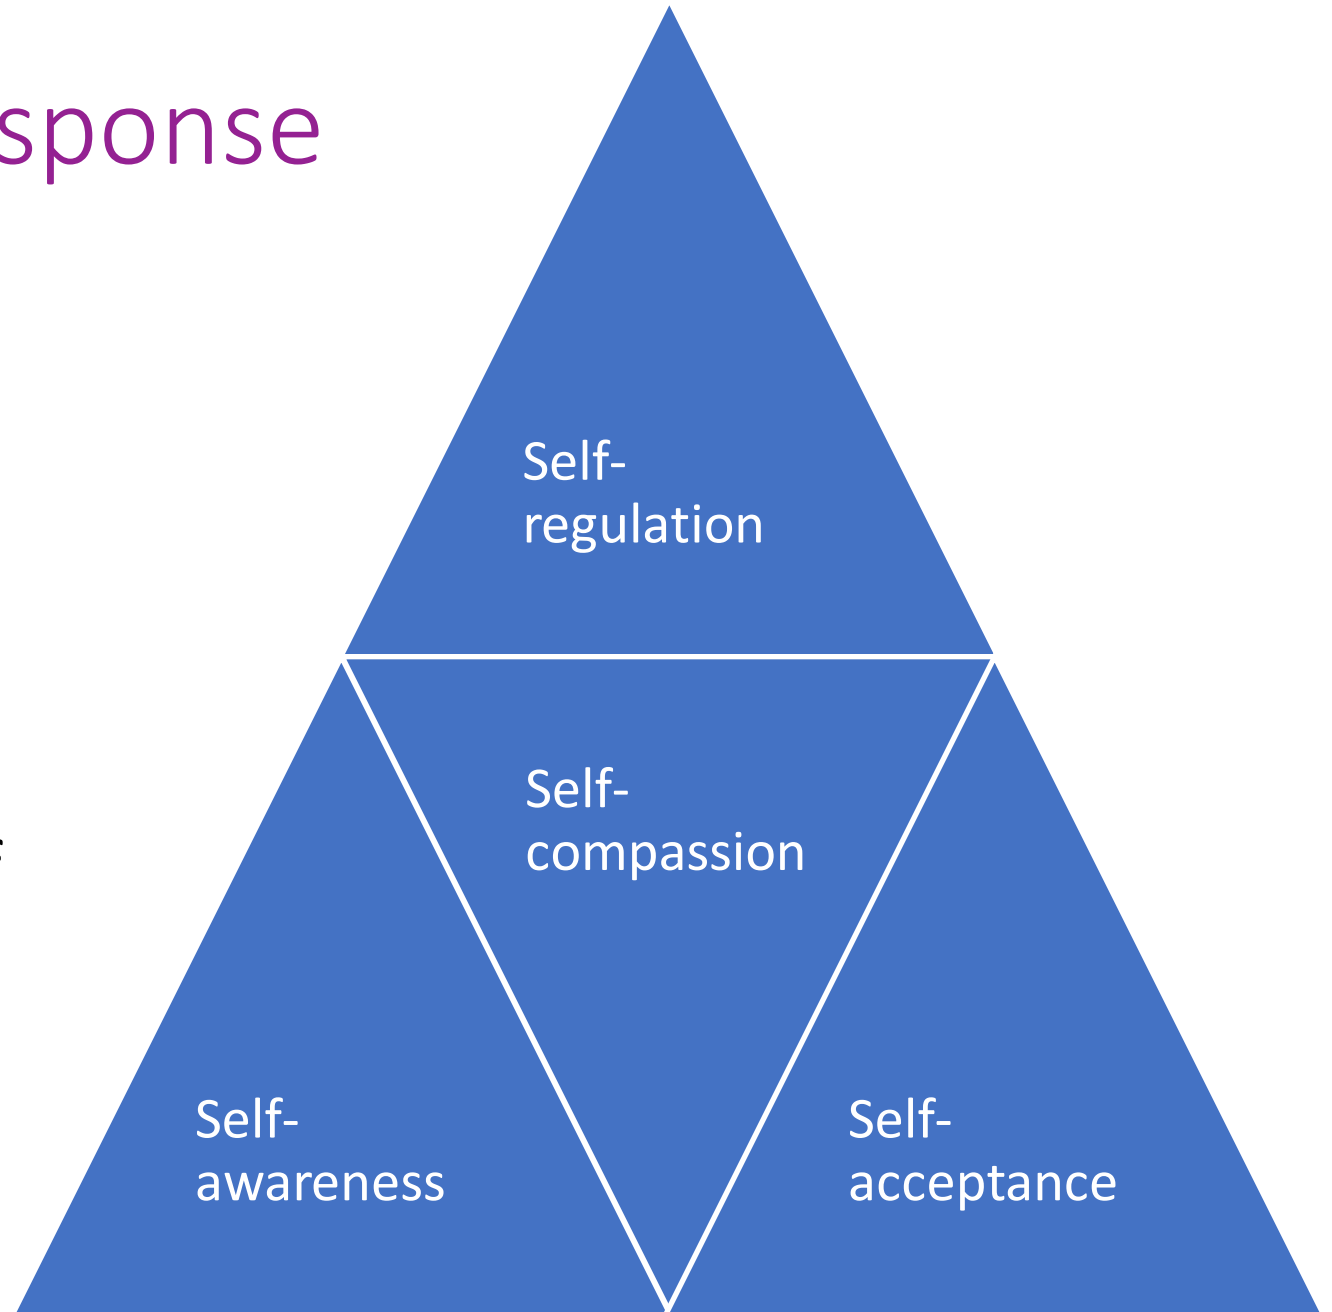 sponse
Self-
regulation
Self-
compassion
Self-
awareness
Self-
acceptance